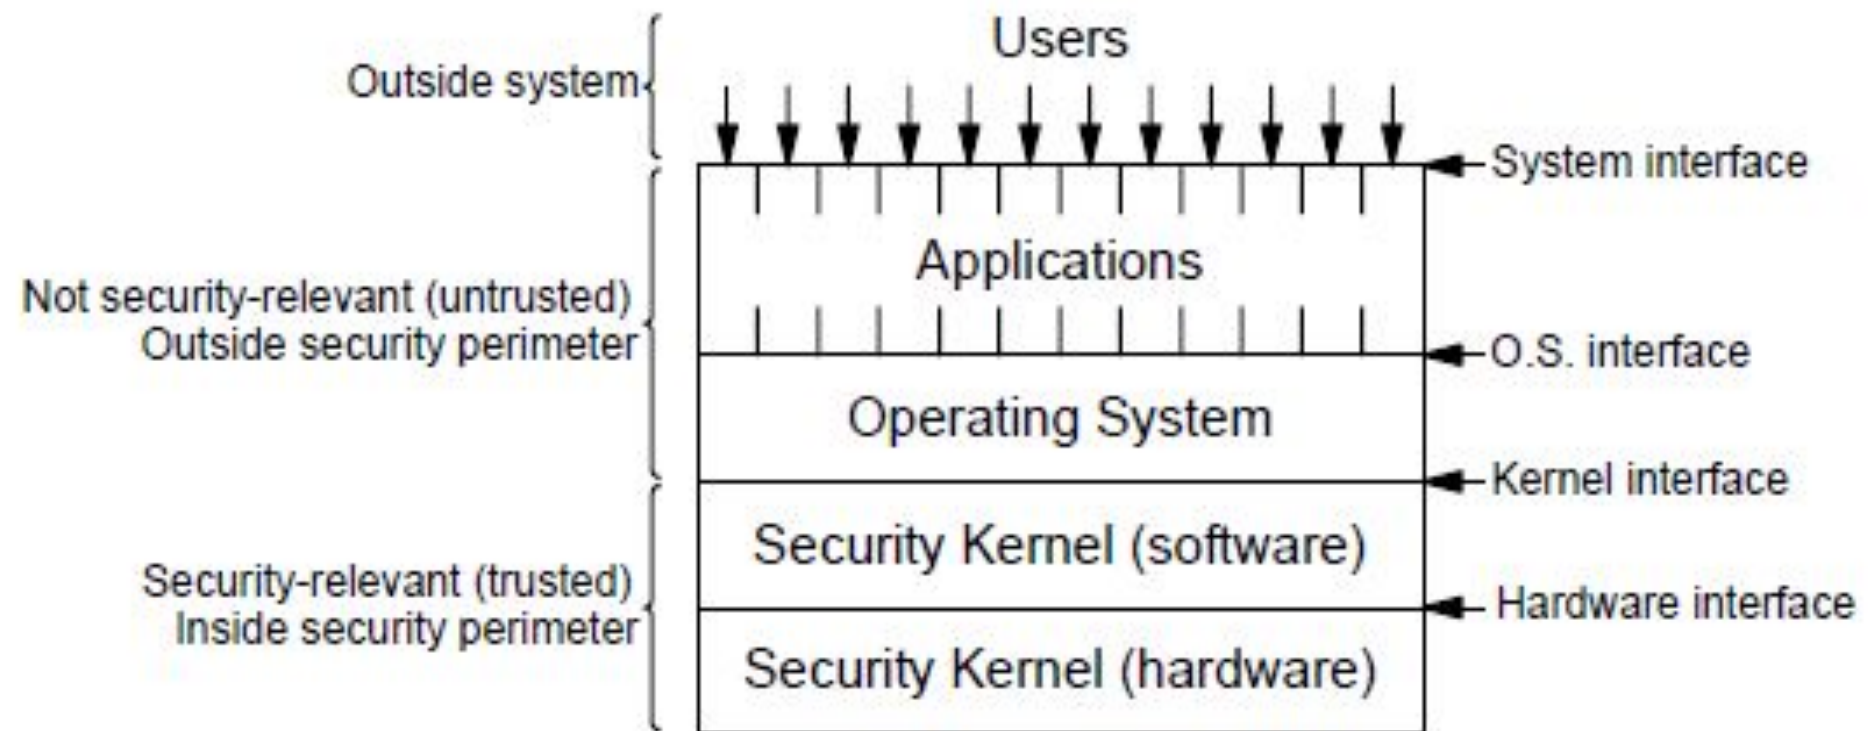 Users
Outside system
System interface
Applications
Not security-relevant (untrusted)
Outside security perimeter
O.S. interface
Operating System
Kernel interface
Security Kernel (software)
Security-relevant (trusted)
Inside security perimeter
Hardware interface
Security Kernel (hardware)